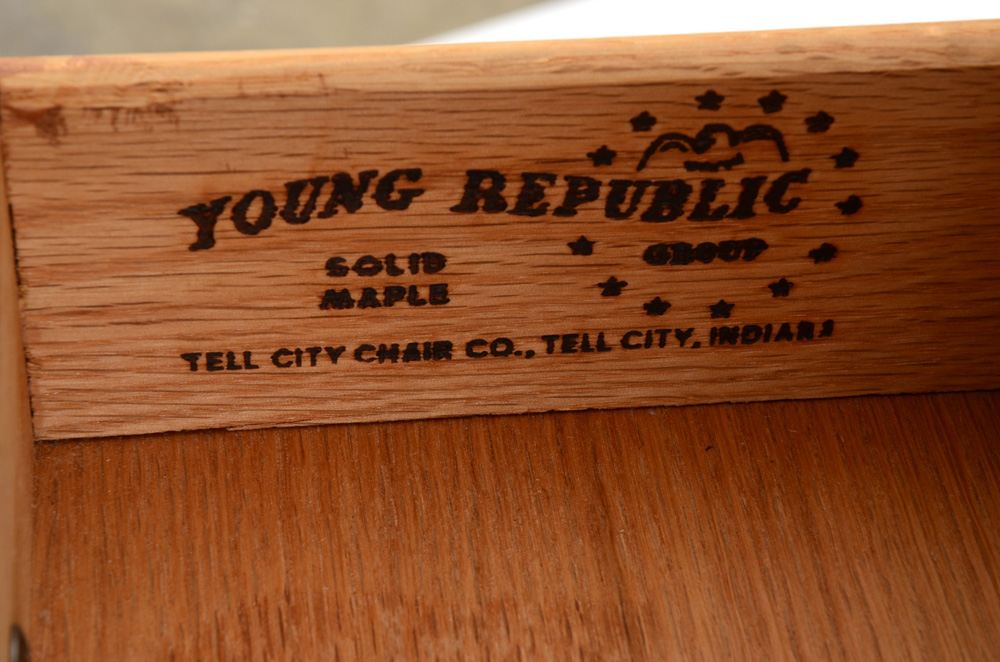 YOUNG REPUBLIC
GROUP
SOLID
MAPLE
TELL CITY CHAIR CO., TELL CITY, INDIANA